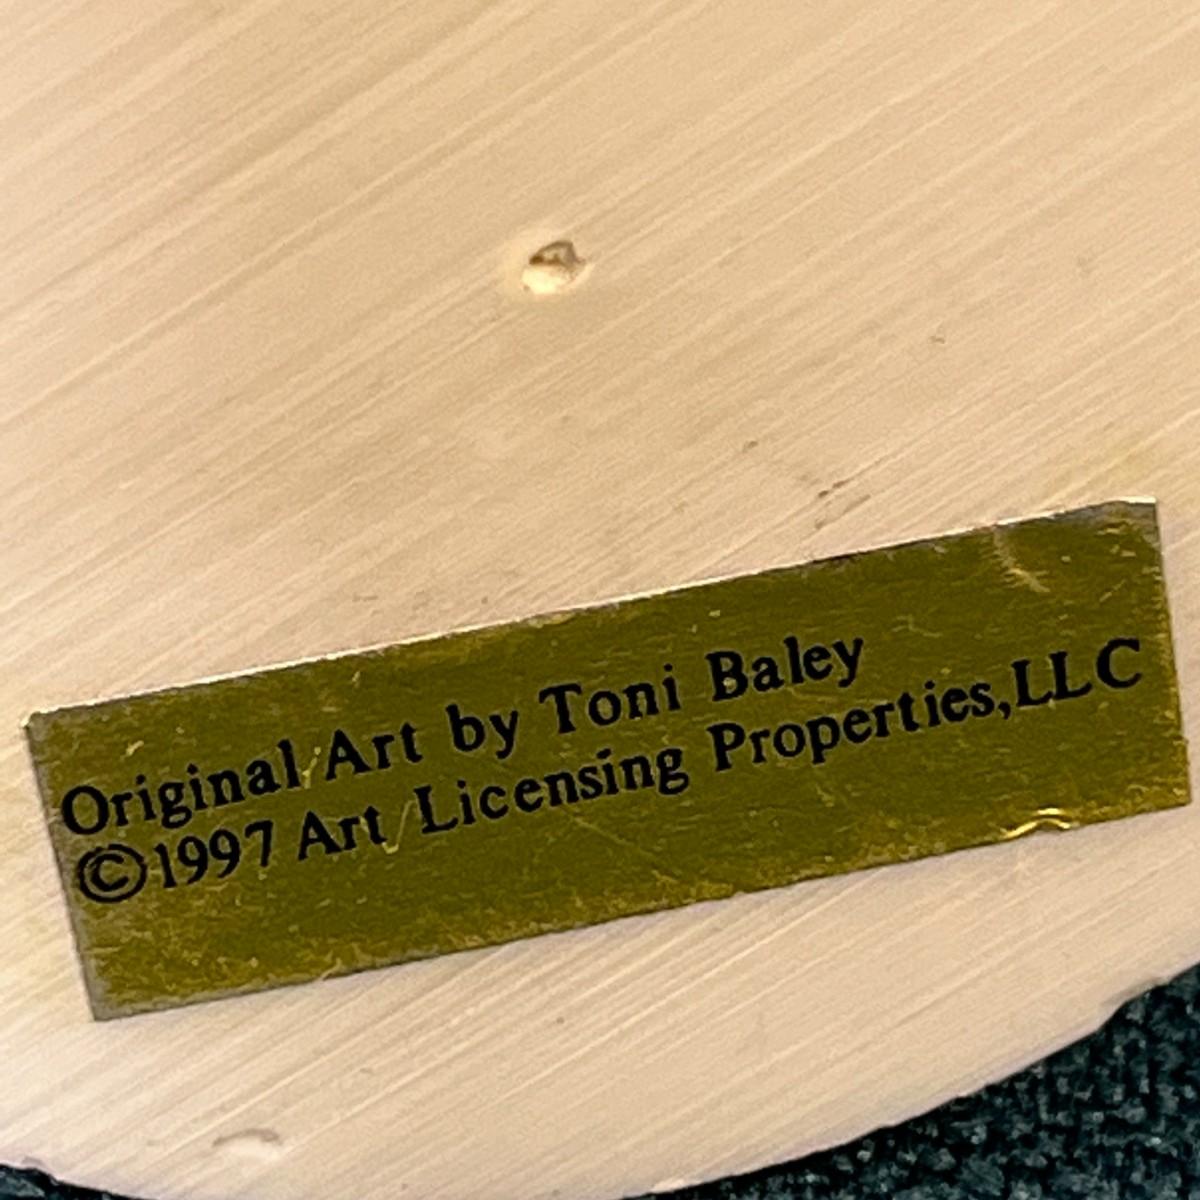 Original Art by Toni Baley
©1997 Art Licensing Properties,LLC